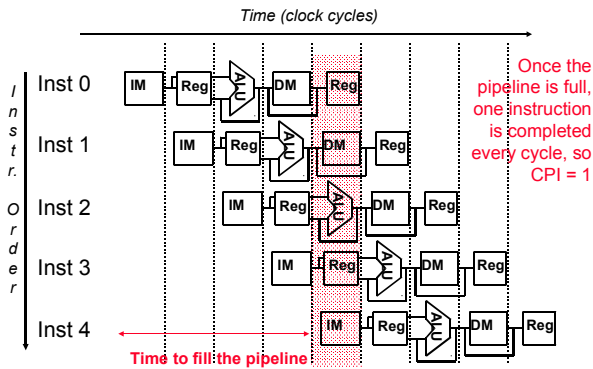 Time (clock cycles)
Instr. Order
Inst 0
IM
Reg
ALU
DM
Reg
Once the
pipeline is full,
one instruction
is completed
every cycle, so
CPI = 1
Inst 1
IM
Reg
ALU
DM
Reg
Inst 2
IM
Reg
ALU
DM
Reg
Inst 3
IM
Reg
ALU
DM
Reg
Inst 4
IM
Reg
ALU
DM
Reg
Time to fill the pipeline